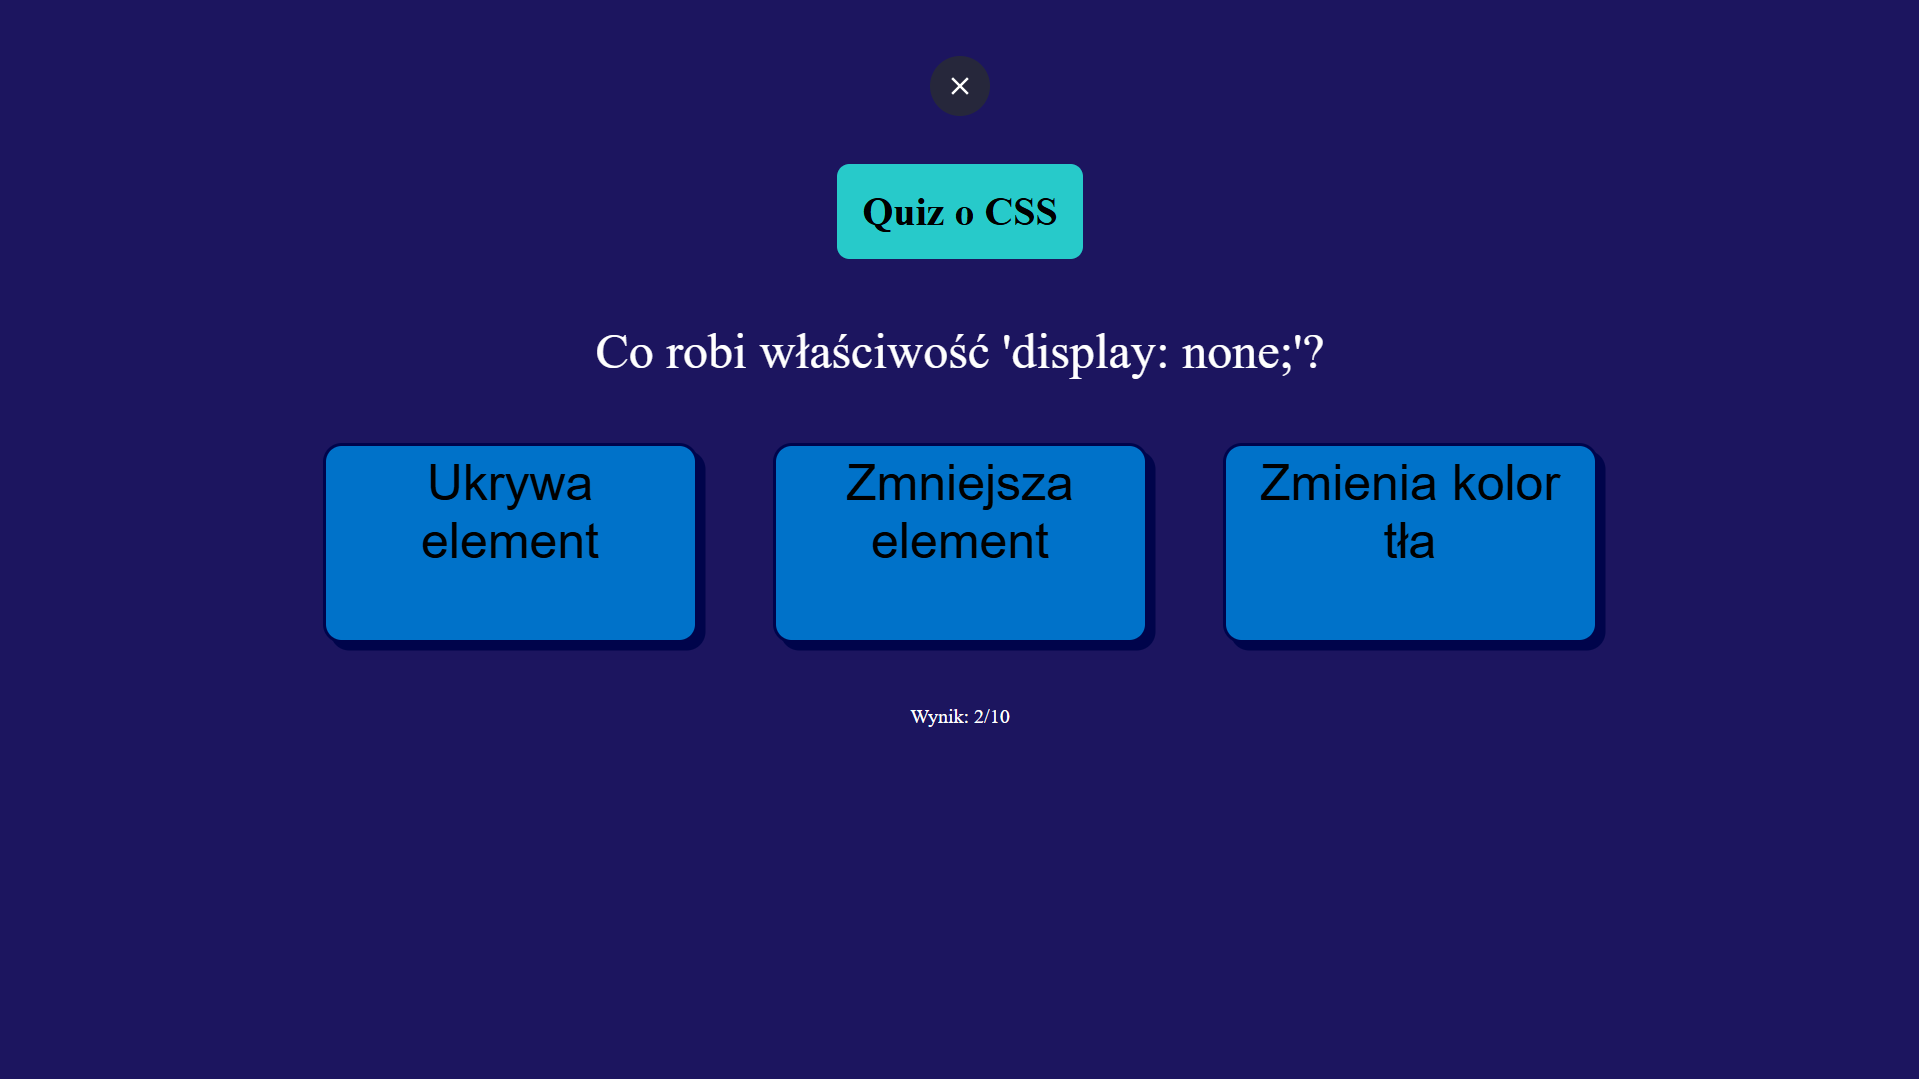 Quiz o CSS
Co robi właściwość 'display: none;'?
Ukrywa
element
Zmniejsza
element
Zmienia kolor
tła
Wynik: 2/10